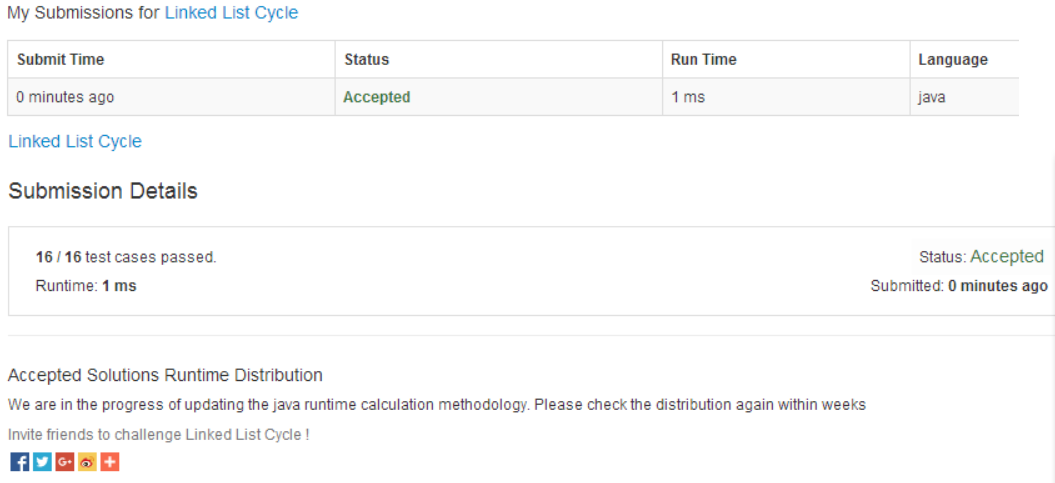 My Submissions for Linked List Cycle
Submit Time Status Run Time Language
0 minutes ago Accepted 1 ms java
Linked List Cycle
Submission Details
16 / 16 test cases passed. Status: Accepted
Runtime: 1 ms Submitted: 0 minutes ago
Accepted Solutions Runtime Distribution
We are in the progress of updating the java runtime calculation methodology. Please check the distribution again within weeks
Invite friends to challenge Linked List Cycle !
f G+ +